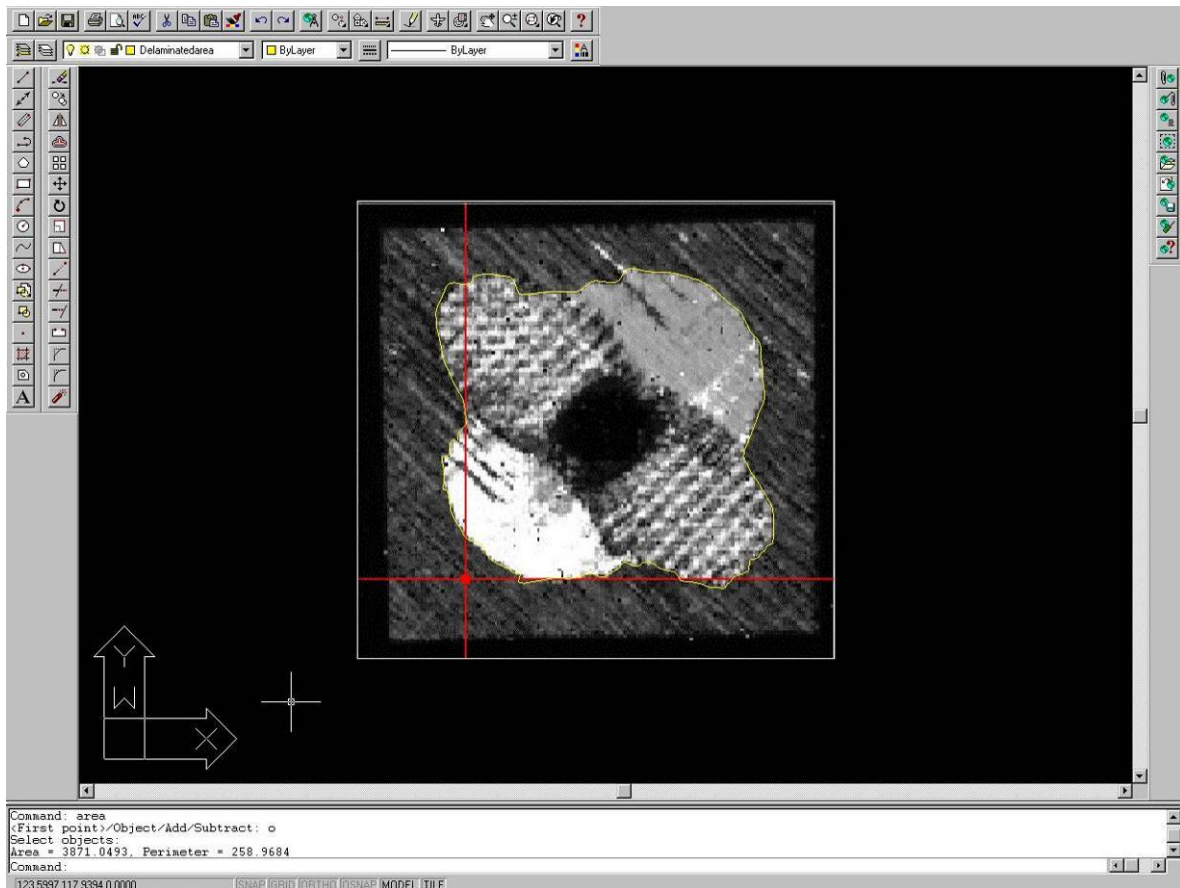 Delaminatedarea ByLayer ByLayer
A A
Y
W
X
Command: area
<First point>/Object/Add/Subtract: o
Select objects:
Area = 3871.0493, Perimeter = 258.9684
Command:
123.5997,117.9394,0.0000 SNAP GRID ORTHO OSNAP MODEL TILE